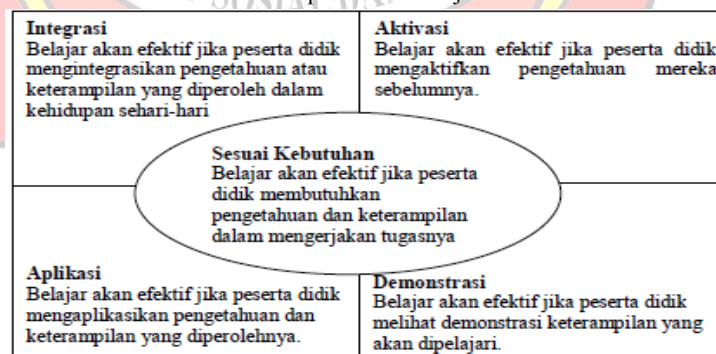 SOSIAL DA
Integrasi
Belajar akan efektif jika peserta didik
mengintegrasikan pengetahuan atau
keterampilan yang diperoleh dalam
kehidupan sehari-hari
Aktivasi
Belajar akan efektif jika peserta didik
mengaktifkan pengetahuan mereka
sebelumnya.
Sesuai Kebutuhan
Belajar akan efektif jika peserta
didik membutuhkan
pengetahuan dan keterampilan
dalam mengerjakan tugasnya
Aplikasi
Belajar akan efektif jika peserta didik
mengaplikasikan pengetahuan dan
keterampilan yang diperolehnya.
Demonstrasi
Belajar akan efektif jika peserta didik
melihat demonstrasi keterampilan yang
akan dipelajari.